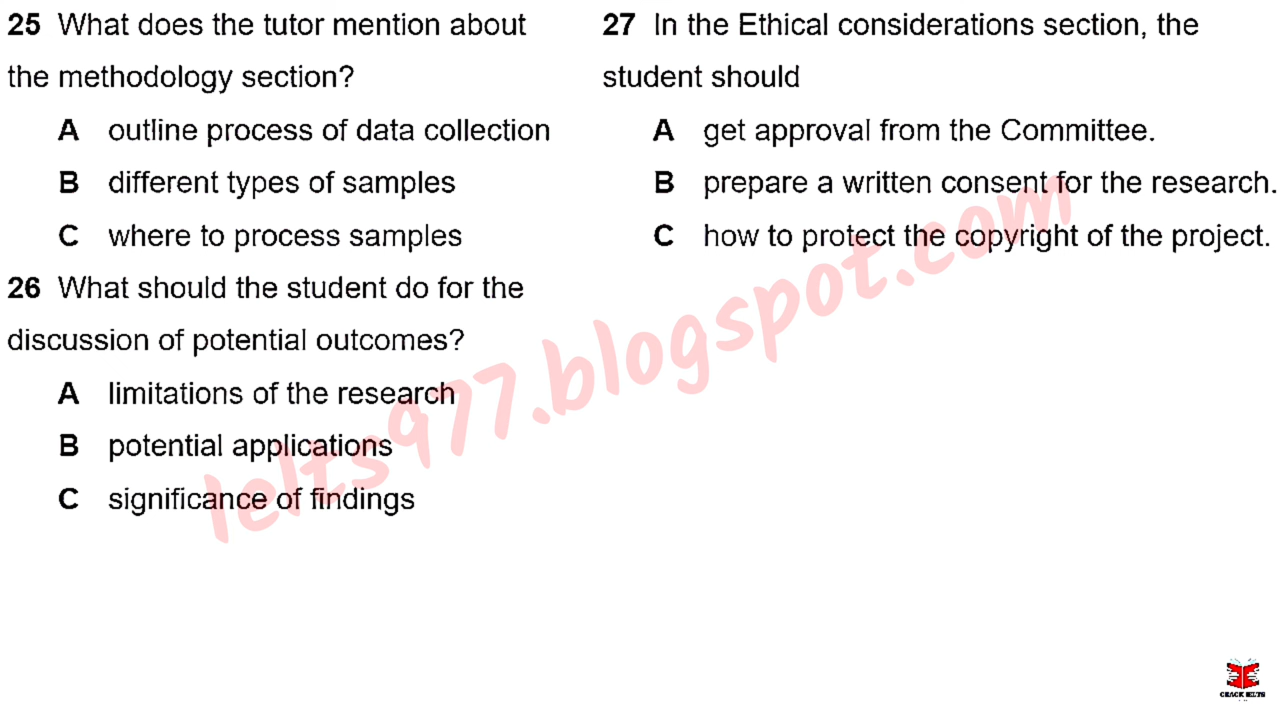 25 What does the tutor mention about
the methodology section?
A outline process of data collection
B different types of samples
C where to process samples
26 What should the student do for the
discussion of potential outcomes?
A limitations of the research
B potential applications
C significance of findings
27 In the Ethical considerations section, the
student should
A get approval from the Committee.
B prepare a written consent for the research.
C how to protect the copyright of the project.
Ielts977.blogspot.com
CRACK IELTS